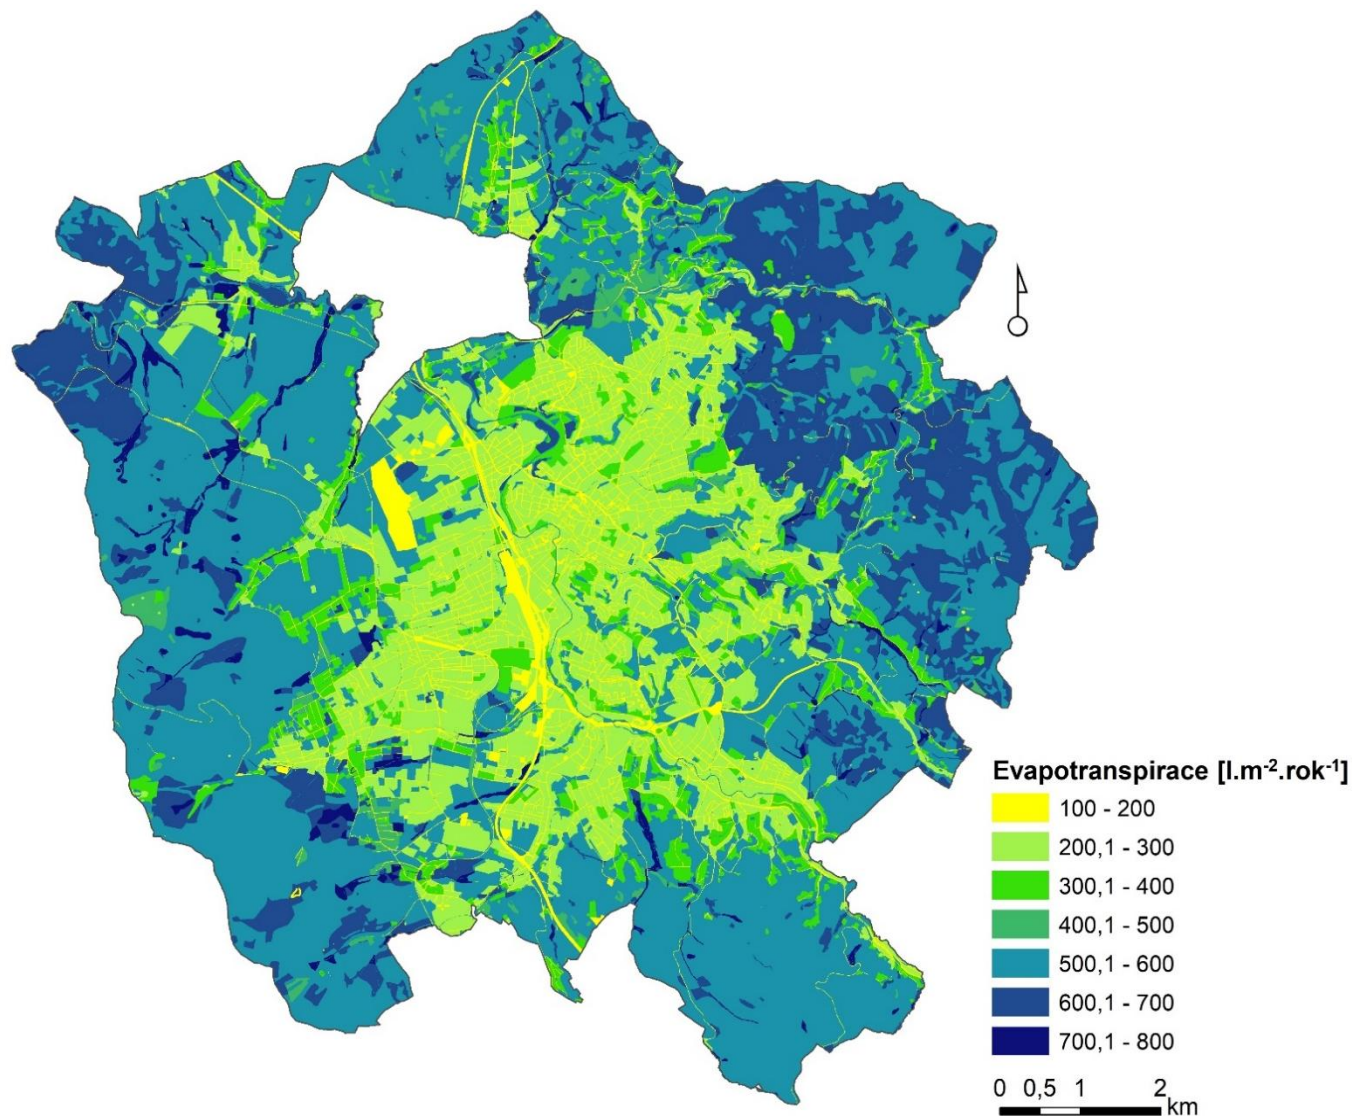 Evapotranspirace [l.m⁻².rok⁻¹]
100 - 200
200,1 - 300
300,1 - 400
400,1 - 500
500,1 - 600
600,1 - 700
700,1 - 800
0 0,5 1 2
km